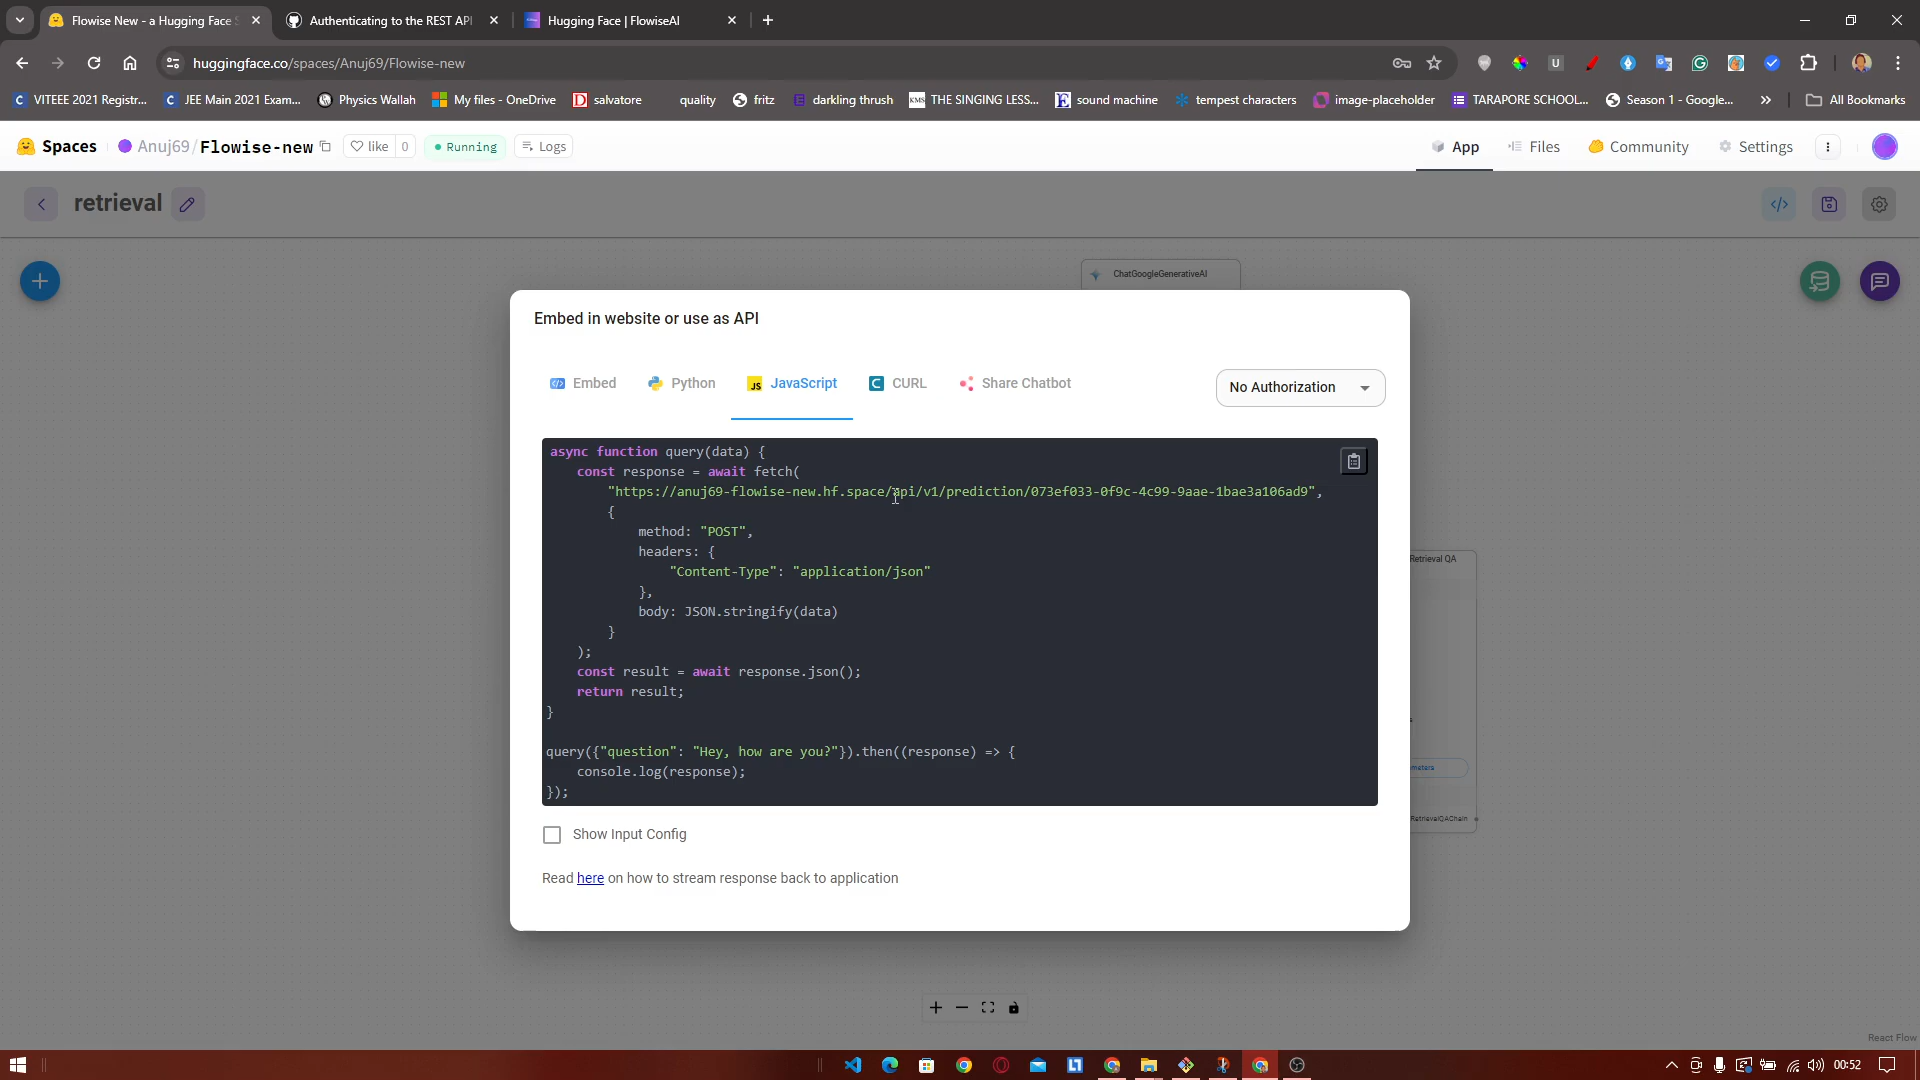 Flowise New - a Hugging Face S
Authenticating to the REST API
Hugging Face | FlowiseAI
huggingface.co/spaces/Anuj69/Flowise-new
VITEEE 2021 Registr...
JEE Main 2021 Exam...
Physics Wallah
My files - OneDrive
salvatore
quality
fritz
darkling thrush
THE SINGING LESS...
sound machine
tempest characters
image-placeholder
TARAPORE SCHOOL...
Season 1 - Google...
All Bookmarks
Spaces
Anuj69/Flowise-new
like 0
Running
Logs
App
Files
Community
Settings
retrieval
ChatGoogleGenerativeAI
Embed in website or use as API
Embed
Python
JavaScript
CURL
Share Chatbot
No Authorization
async function query(data) {
    const response = await fetch(
        "https://anuj69-flowise-new.hf.space/api/v1/prediction/073ef033-0f9c-4c99-9aae-1bae3a106ad9",
        {
            method: "POST",
            headers: {
                "Content-Type": "application/json"
            },
            body: JSON.stringify(data)
        }
    );
    const result = await response.json();
    return result;
}
query({"question": "Hey, how are you?"}).then((response) => {
    console.log(response);
});
Retrieval QA
meters
RetrievalQAChain
Show Input Config
Read here on how to stream response back to application
React Flow
00:52